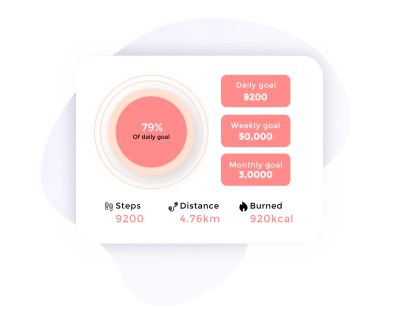 79%
Of daily goal
Daily goal
9200
Weekly goal
50,000
Monthly goal
3,0000
Steps
9200
Distance
4.76km
Burned
920kcal